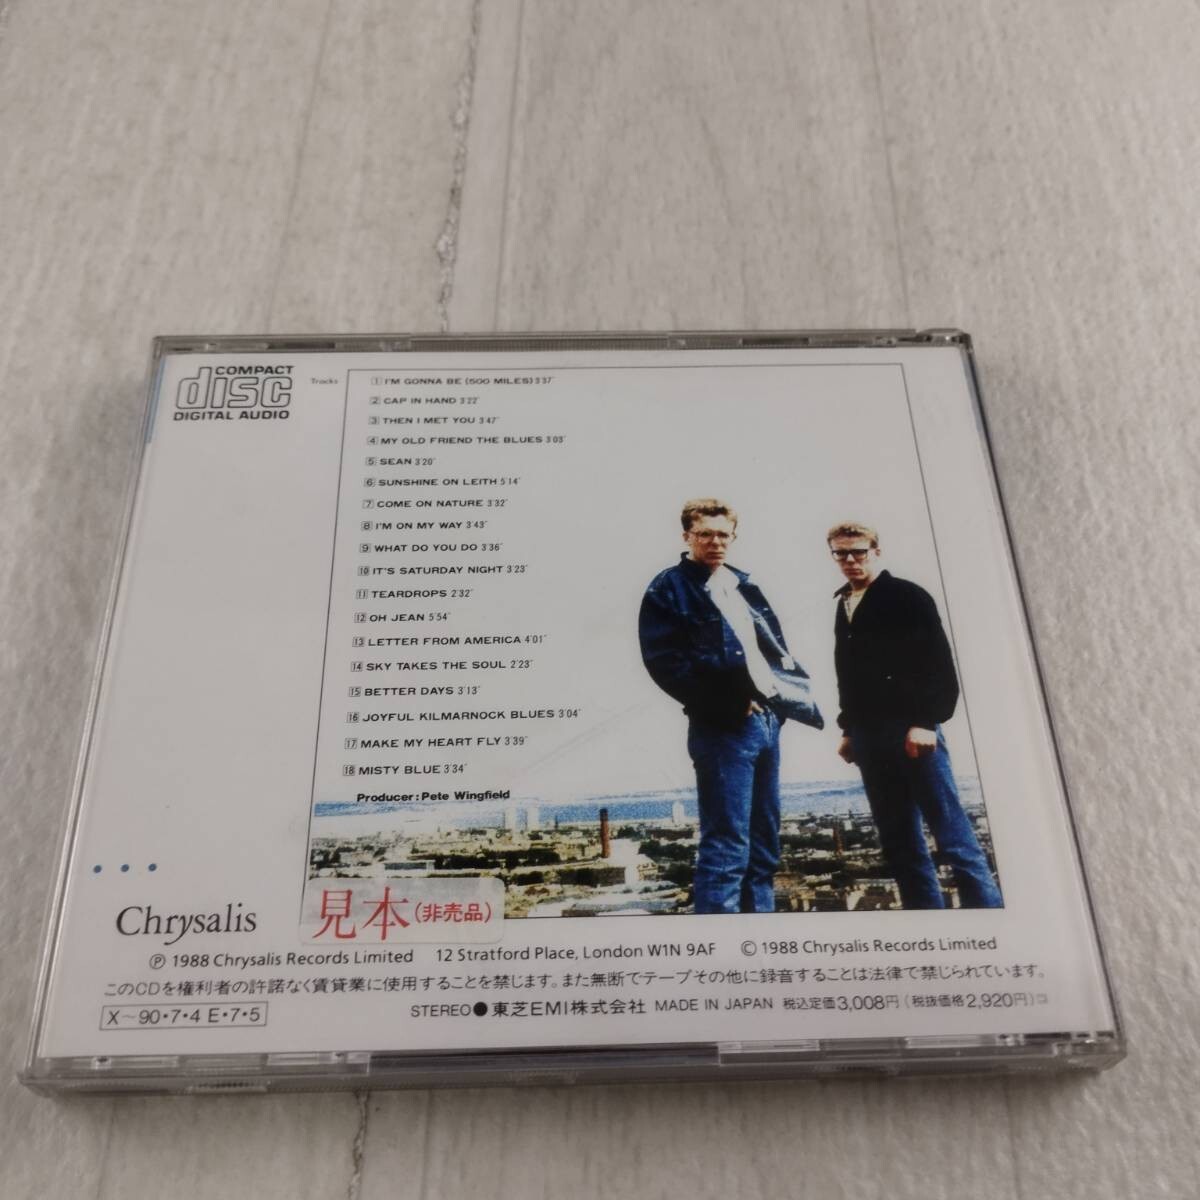 COMPACT
disc
DIGITAL AUDIO
Tracks
1 I'M GONNA BE (500 MILES) 3'37"
2 CAP IN HAND 3'22"
3 THEN I MET YOU 3'47"
4 MY OLD FRIEND THE BLUES 3'03"
5 SEAN 3'20"
6 SUNSHINE ON LEITH 5'14"
7 COME ON NATURE 3'32"
8 I'M ON MY WAY 3'43"
9 WHAT DO YOU DO 3'36"
10 IT'S SATURDAY NIGHT 3'23"
11 TEARDROPS 2'32"
12 OH JEAN 5'54"
13 LETTER FROM AMERICA 4'01"
14 SKY TAKES THE SOUL 2'23"
15 BETTER DAYS 3'13"
16 JOYFUL KILMARNOCK BLUES 3'04"
17 MAKE MY HEART FLY 3'39"
18 MISTY BLUE 3'34"
Producer:Pete Wingfield
Chrysalis
見本(非売品)
Ⓟ 1988 Chrysalis Records Limited 12 Stratford Place, London W1N 9AF © 1988 Chrysalis Records Limited
このCDを権利者の許諾なく賃貸業に使用することを禁じます。また無断でテープその他に録音することは法律で禁じられています。
X〜90・7・4 E・7・5
STEREO●東芝EMI株式会社 MADE IN JAPAN 税込定価3,008円(税抜価格2,920円)